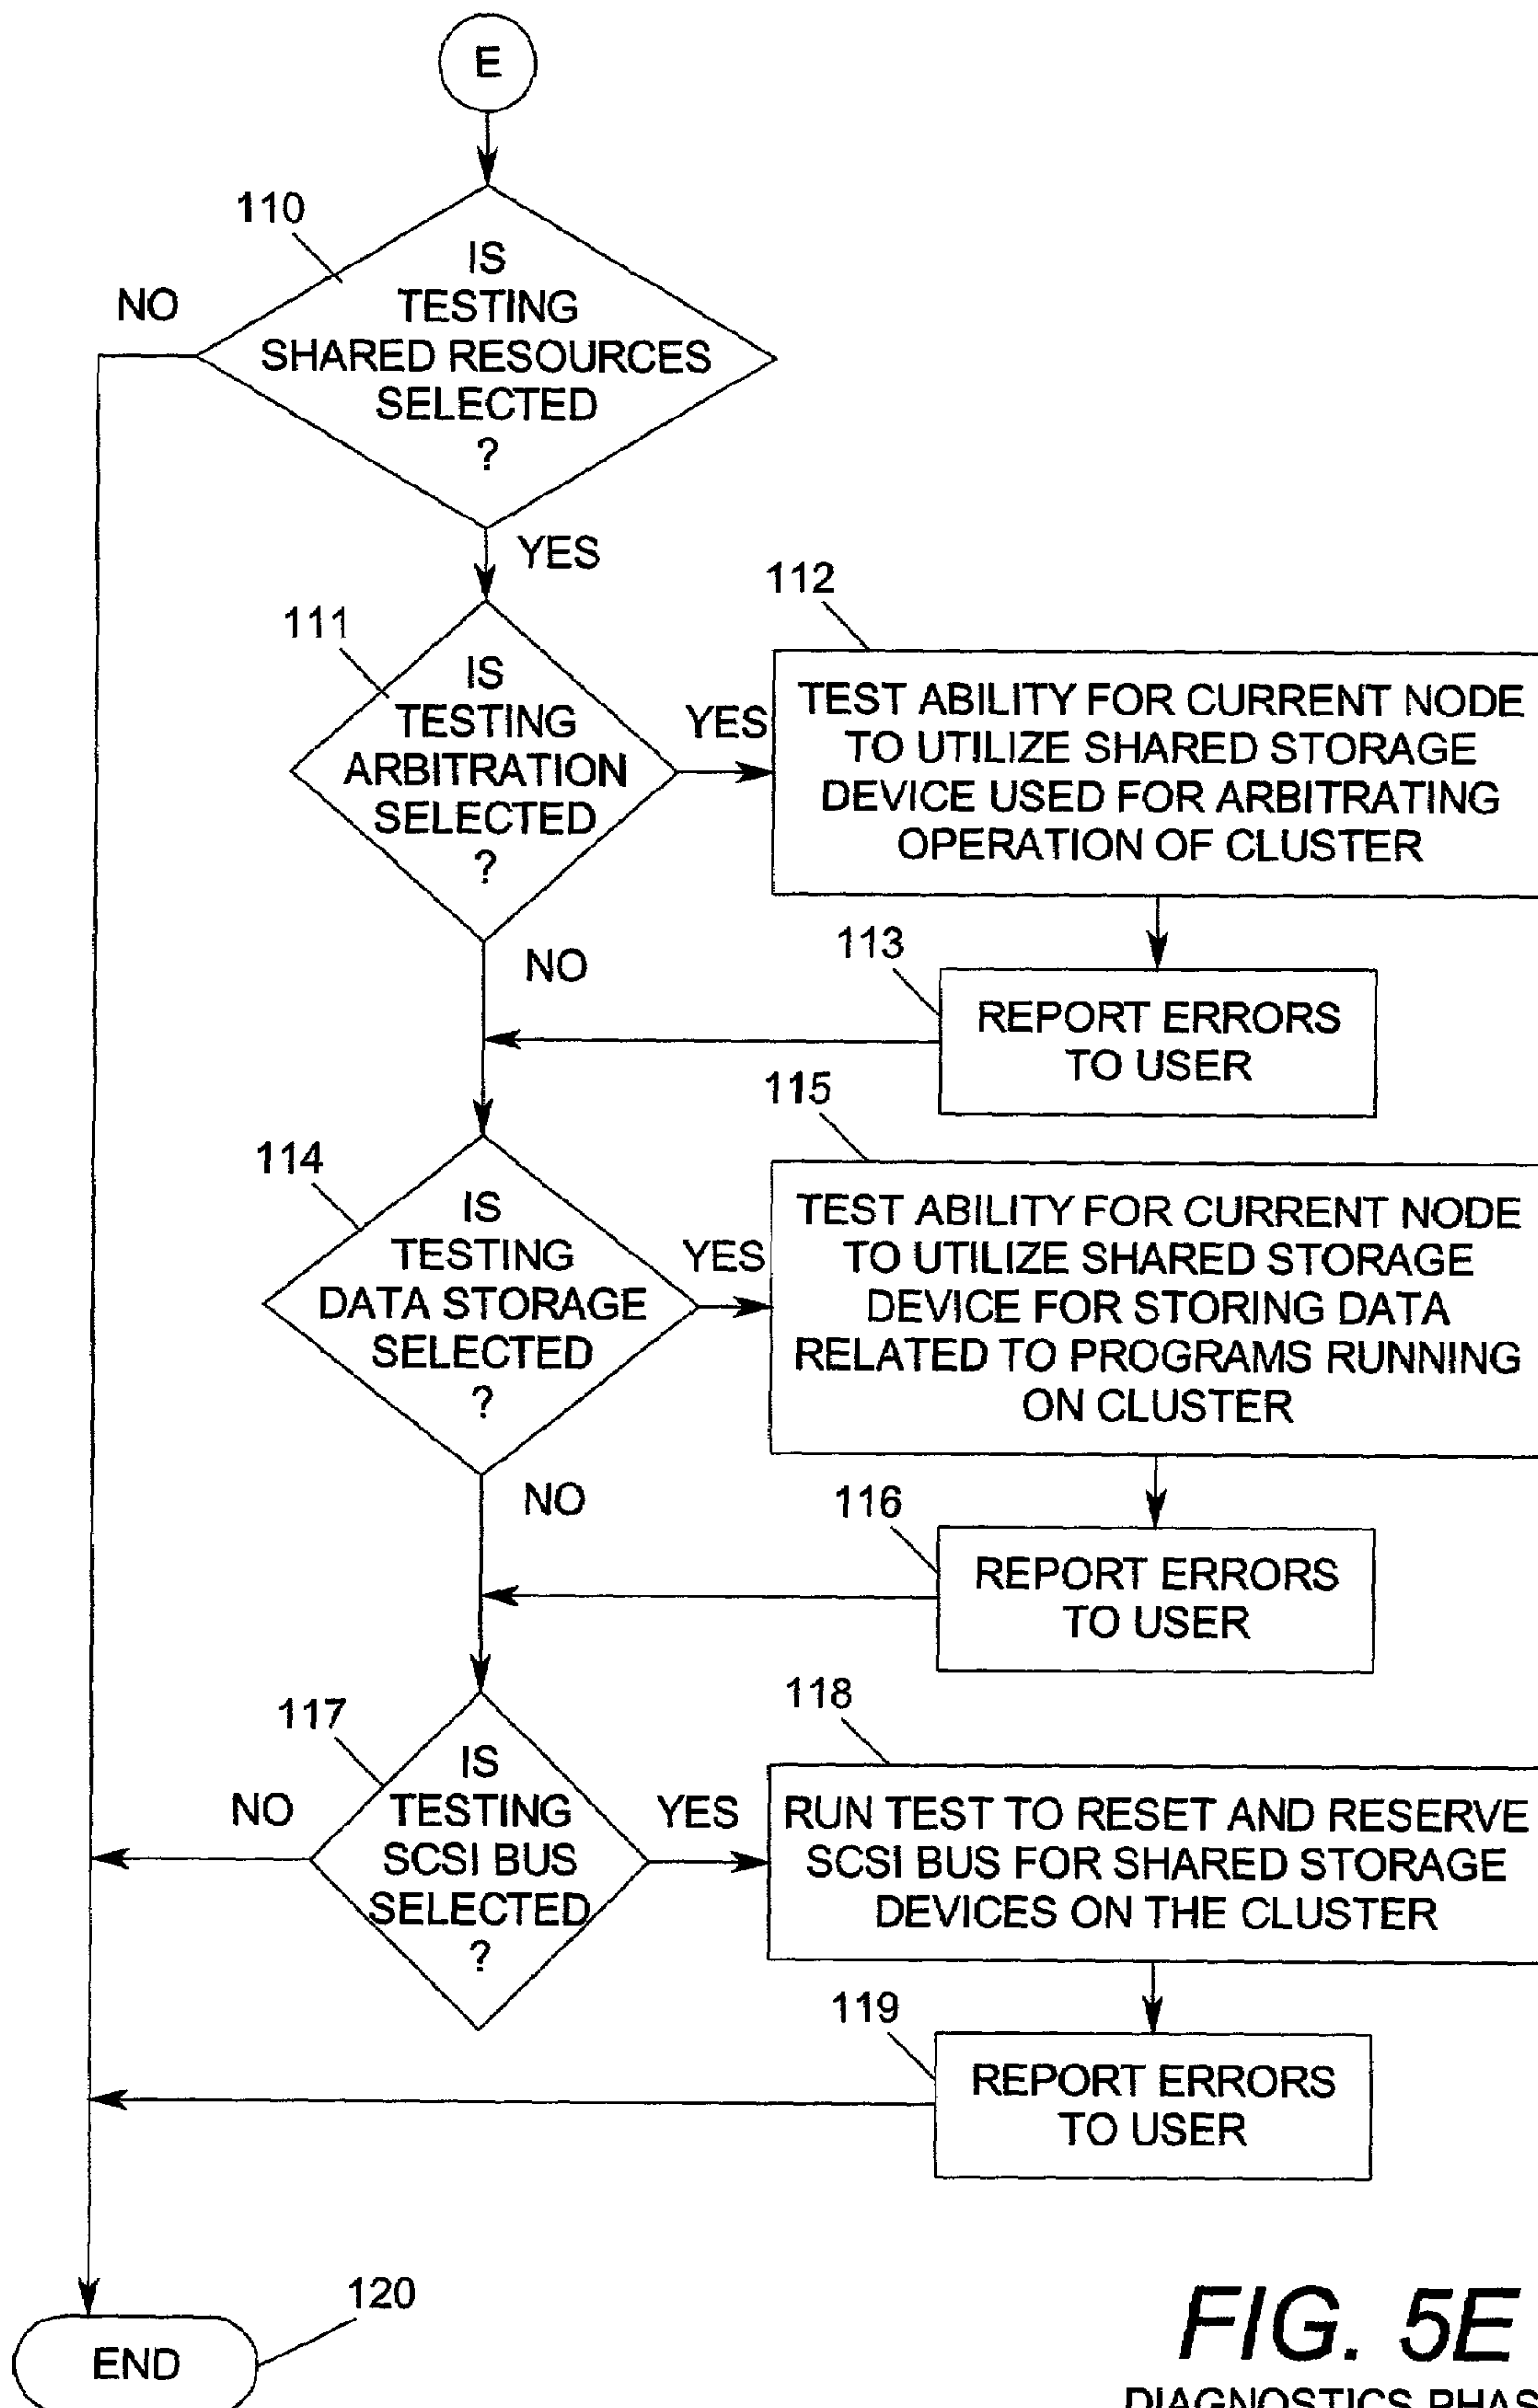 E
110
IS
TESTING
SHARED RESOURCES
SELECTED
?
NO
YES
111
IS
TESTING
ARBITRATION
SELECTED
?
YES
NO
112
TEST ABILITY FOR CURRENT NODE
TO UTILIZE SHARED STORAGE
DEVICE USED FOR ARBITRATING
OPERATION OF CLUSTER
113
REPORT ERRORS
TO USER
114
IS
TESTING
DATA STORAGE
SELECTED
?
YES
NO
115
TEST ABILITY FOR CURRENT NODE
TO UTILIZE SHARED STORAGE
DEVICE FOR STORING DATA
RELATED TO PROGRAMS RUNNING
ON CLUSTER
116
REPORT ERRORS
TO USER
117
IS
TESTING
SCSI BUS
SELECTED
?
NO
YES
118
RUN TEST TO RESET AND RESERVE
SCSI BUS FOR SHARED STORAGE
DEVICES ON THE CLUSTER
119
REPORT ERRORS
TO USER
120
END
FIG. 5E
DIAGNOSTICS